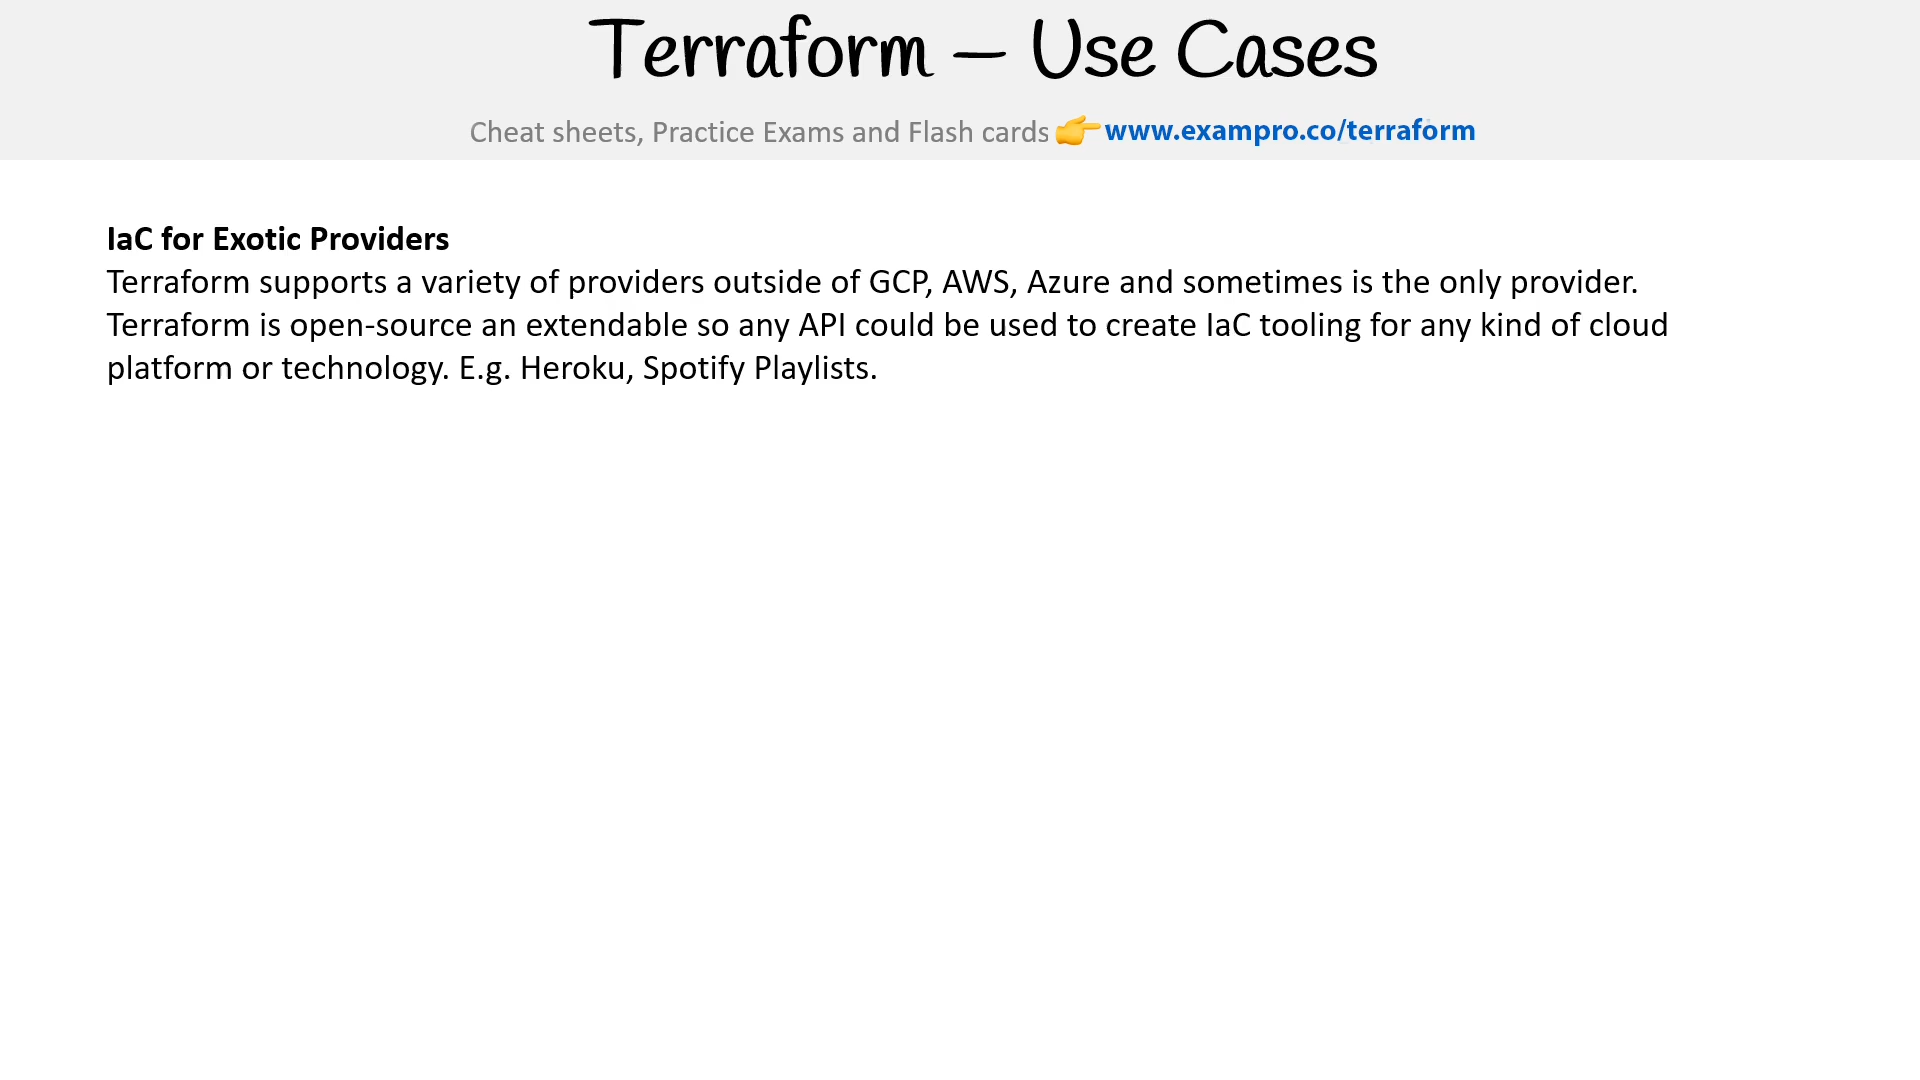 Terraform — Use Cases
Cheat sheets, Practice Exams and Flash cards 👉 www.exampro.co/terraform
IaC for Exotic Providers
Terraform supports a variety of providers outside of GCP, AWS, Azure and sometimes is the only provider.
Terraform is open-source an extendable so any API could be used to create IaC tooling for any kind of cloud
platform or technology. E.g. Heroku, Spotify Playlists.